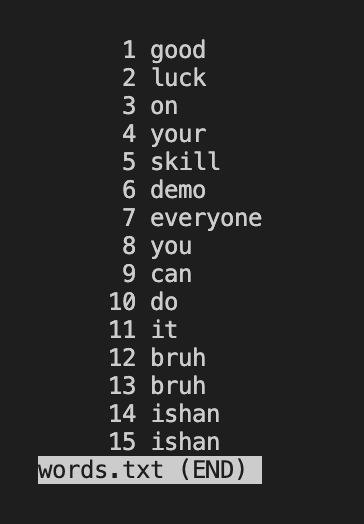 1 good
2 luck
3 on
4 your
5 skill
6 demo
7 everyone
8 you
9 can
10 do
11 it
12 bruh
13 bruh
14 ishan
15 ishan
words.txt (END)